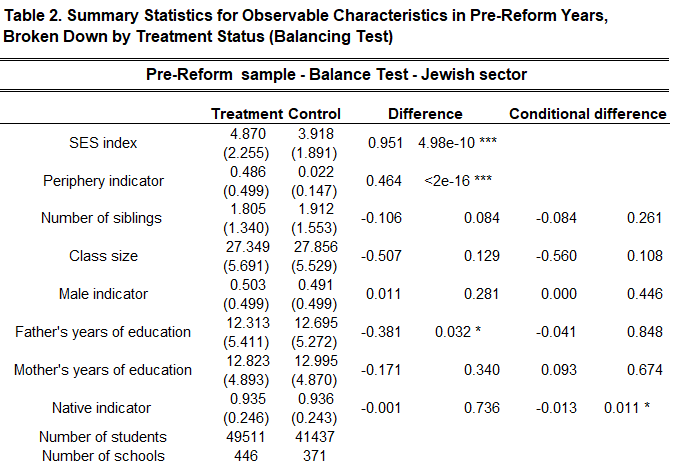 Table 2. Summary Statistics for Observable Characteristics in Pre-Reform Years,
Broken Down by Treatment Status (Balancing Test)
Pre-Reform sample - Balance Test - Jewish sector
Treatment Control Difference Conditional difference
SES index 4.870 3.918 0.951 4.98e-10 ***
(2.255) (1.891)
Periphery indicator 0.486 0.022 0.464 <2e-16 ***
(0.499) (0.147)
Number of siblings 1.805 1.912 -0.106 0.084 -0.084 0.261
(1.340) (1.553)
Class size 27.349 27.856 -0.507 0.129 -0.560 0.108
(5.691) (5.529)
Male indicator 0.503 0.491 0.011 0.281 0.000 0.446
(0.499) (0.499)
Father's years of education 12.313 12.695 -0.381 0.032 * -0.041 0.848
(5.411) (5.272)
Mother's years of education 12.823 12.995 -0.171 0.340 0.093 0.674
(4.893) (4.870)
Native indicator 0.935 0.936 -0.001 0.736 -0.013 0.011 *
(0.246) (0.243)
Number of students 49511 41437
Number of schools 446 371